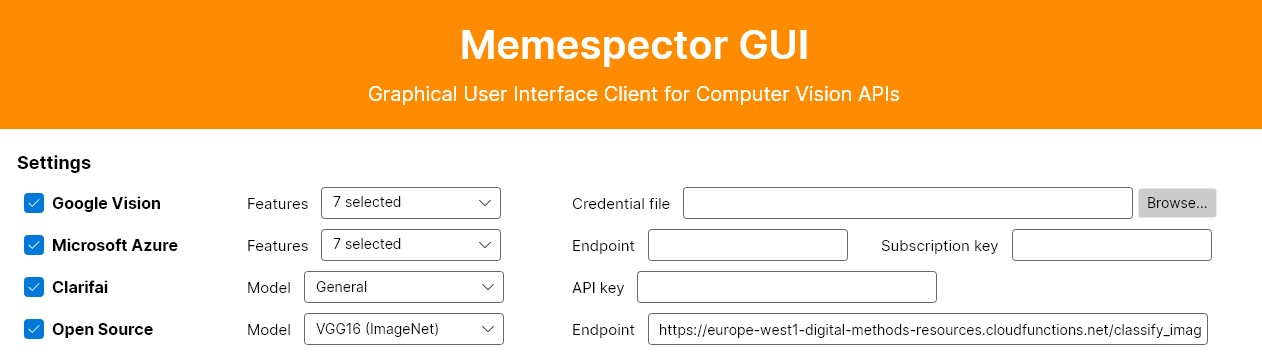 Memespector GUI
Graphical User Interface Client for Computer Vision APIs
Settings
Google Vision Features 7 selected Credential file Browse...
Microsoft Azure Features 7 selected Endpoint Subscription key
Clarifai Model General API key
Open Source Model VGG16 (ImageNet) Endpoint https://europe-west1-digital-methods-resources.cloudfunctions.net/classify_imag